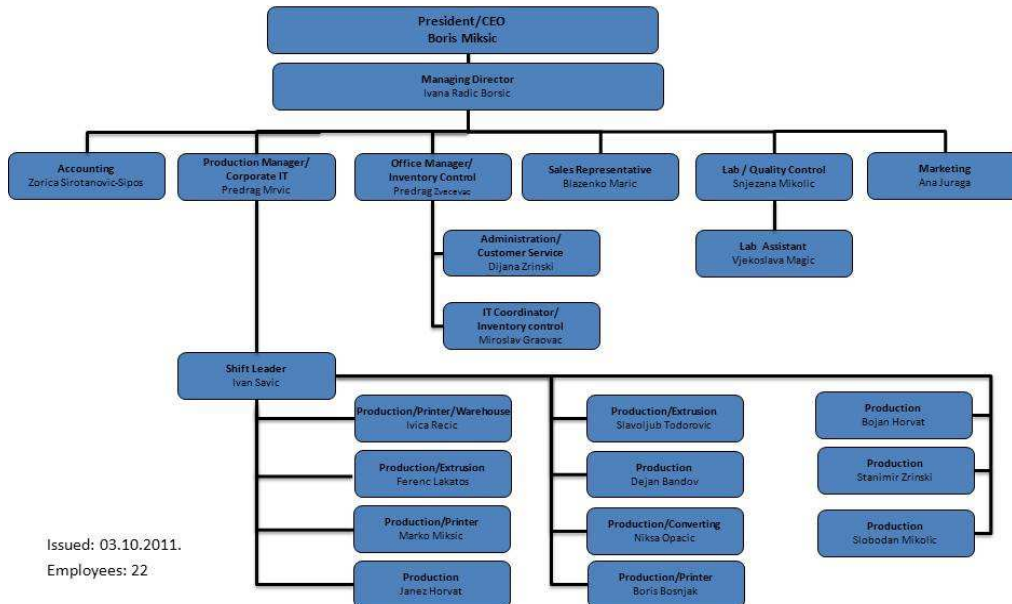 President/CEO
Boris Miksic
Managing Director
Ivana Radic Borsic
Accounting
Zorica Sirotanovic-Sipos
Production Manager/
Corporate IT
Predrag Mrvic
Office Manager/
Inventory Control
Predrag Zvecevac
Sales Representative
Blazenko Maric
Lab / Quality Control
Snjezana Mikolic
Marketing
Ana Juraga
Administration/
Customer Service
Dijana Zrinski
Lab Assistant
Vjekoslava Magic
IT Coordinator/
Inventory control
Miroslav Graovac
Shift Leader
Ivan Savic
Production/Printer/Warehouse
Ivica Recic
Production/Extrusion
Ferenc Lakatos
Production/Printer
Marko Miksic
Production
Janez Horvat
Production/Extrusion
Slavoljub Todorovic
Production
Dejan Bandov
Production/Converting
Niksa Opacic
Production/Printer
Boris Bosnjak
Production
Bojan Horvat
Production
Stanimir Zrinski
Production
Slobodan Mikolic
Issued: 03.10.2011.
Employees: 22